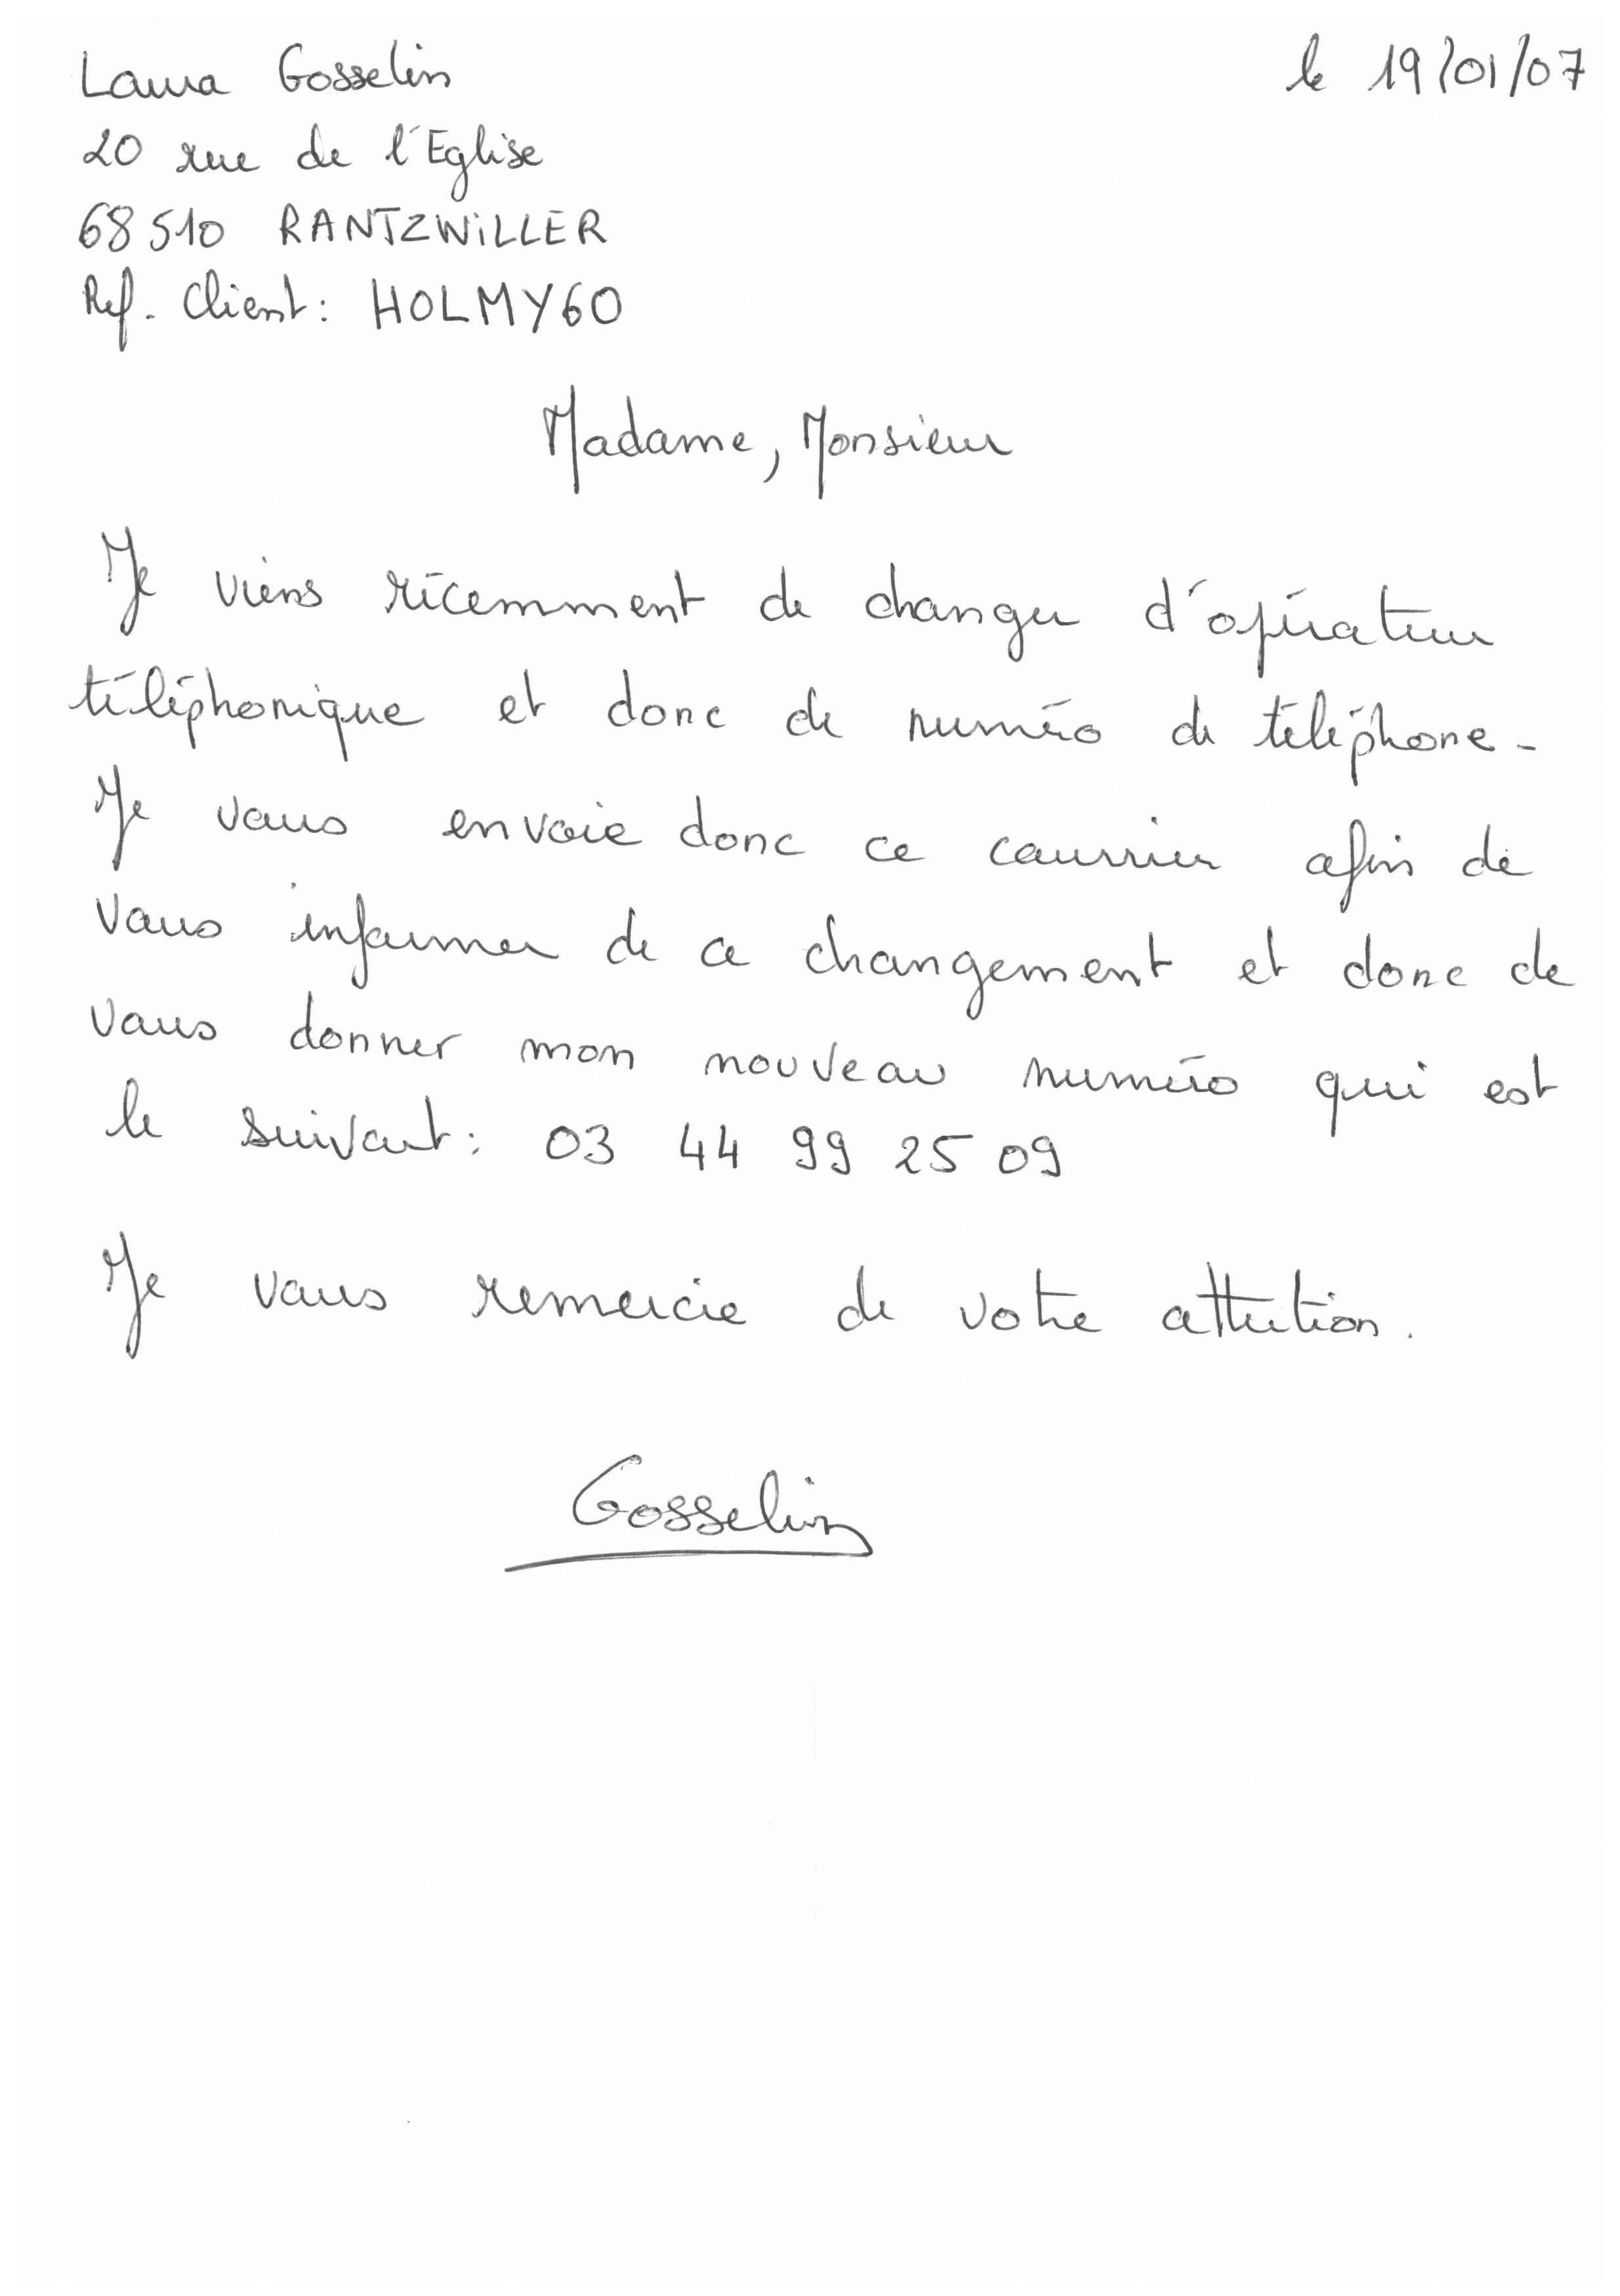 Laura Gosselin
le 19/01/07
20 rue de l'Eglise
68510 RANTZWiLLER
Ref. Client : HOLMY60
Madame, Monsieur
Je viens récemment de changer d'opérateur
téléphonique et donc de numéro de téléphone.
Je vous envoie donc ce courrier afin de
vous informer de ce changement et donc de
vous donner mon nouveau numéro qui est
le suivant : 03 44 99 25 09
Je vous remercie de votre attention.
Gosselin